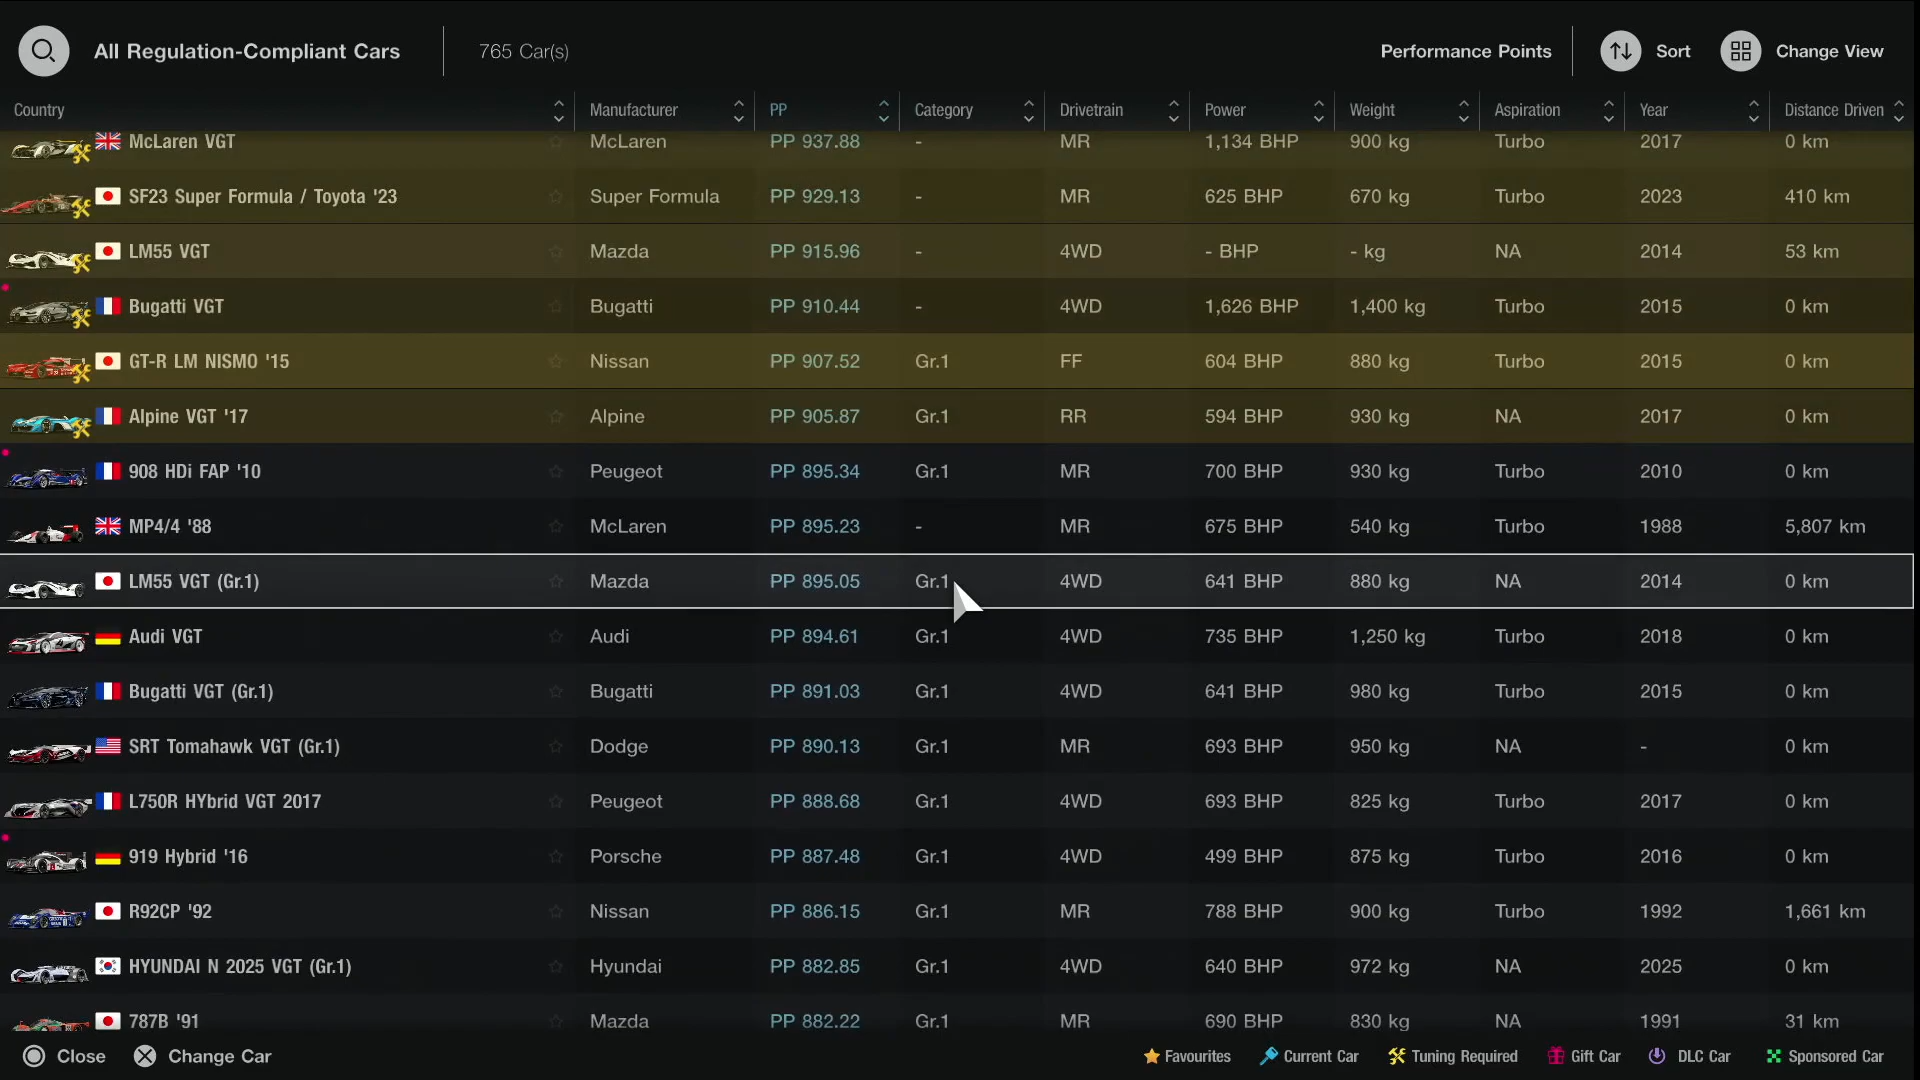 All Regulation-Compliant Cars 765 Car(s) Performance Points Sort Change View
Country Manufacturer PP Category Drivetrain Power Weight Aspiration Year Distance Driven
McLaren VGT McLaren PP 937.88 - MR 1,134 BHP 900 kg Turbo 2017 0 km
SF23 Super Formula / Toyota '23 Super Formula PP 929.13 - MR 625 BHP 670 kg Turbo 2023 410 km
LM55 VGT Mazda PP 915.96 - 4WD - BHP - kg NA 2014 53 km
Bugatti VGT Bugatti PP 910.44 - 4WD 1,626 BHP 1,400 kg Turbo 2015 0 km
GT-R LM NISMO '15 Nissan PP 907.52 Gr.1 FF 604 BHP 880 kg Turbo 2015 0 km
Alpine VGT '17 Alpine PP 905.87 Gr.1 RR 594 BHP 930 kg NA 2017 0 km
908 HDi FAP '10 Peugeot PP 895.34 Gr.1 MR 700 BHP 930 kg Turbo 2010 0 km
MP4/4 '88 McLaren PP 895.23 - MR 675 BHP 540 kg Turbo 1988 5,807 km
LM55 VGT (Gr.1) Mazda PP 895.05 Gr.1 4WD 641 BHP 880 kg NA 2014 0 km
Audi VGT Audi PP 894.61 Gr.1 4WD 735 BHP 1,250 kg Turbo 2018 0 km
Bugatti VGT (Gr.1) Bugatti PP 891.03 Gr.1 4WD 641 BHP 980 kg Turbo 2015 0 km
SRT Tomahawk VGT (Gr.1) Dodge PP 890.13 Gr.1 MR 693 BHP 950 kg NA - 0 km
L750R HYbrid VGT 2017 Peugeot PP 888.68 Gr.1 4WD 693 BHP 825 kg Turbo 2017 0 km
919 Hybrid '16 Porsche PP 887.48 Gr.1 4WD 499 BHP 875 kg Turbo 2016 0 km
R92CP '92 Nissan PP 886.15 Gr.1 MR 788 BHP 900 kg Turbo 1992 1,661 km
HYUNDAI N 2025 VGT (Gr.1) Hyundai PP 882.85 Gr.1 4WD 640 BHP 972 kg NA 2025 0 km
787B '91 Mazda PP 882.22 Gr.1 MR 690 BHP 830 kg NA 1991 31 km
Close Change Car Favourites Current Car Tuning Required Gift Car DLC Car Sponsored Car